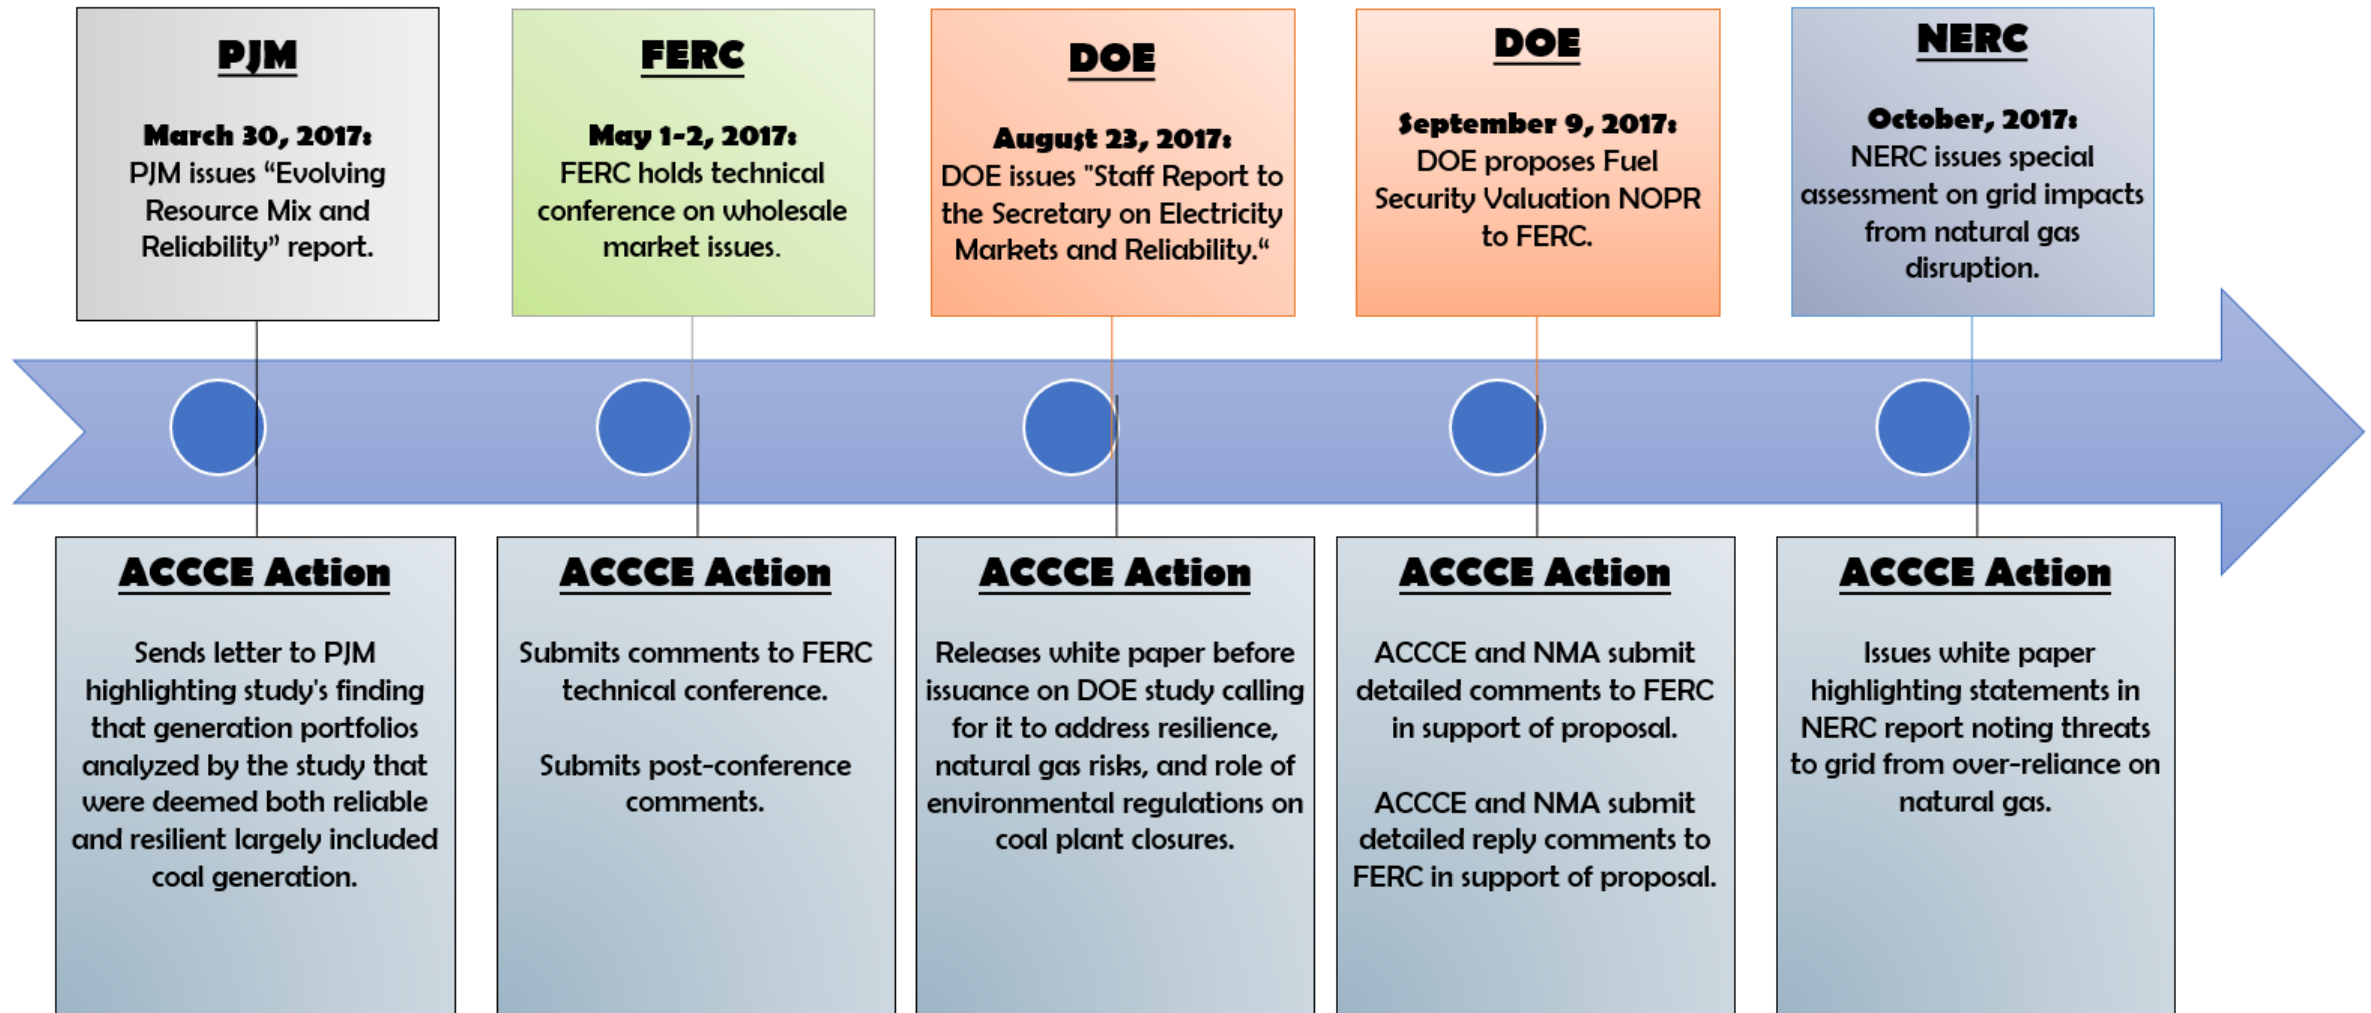 PJM
March 30, 2017:
PJM issues “Evolving
Resource Mix and
Reliability” report.
FERC
May 1-2, 2017:
FERC holds technical
conference on wholesale
market issues.
DOE
August 23, 2017:
DOE issues "Staff Report to
the Secretary on Electricity
Markets and Reliability.“
DOE
September 9, 2017:
DOE proposes Fuel
Security Valuation NOPR
to FERC.
NERC
October, 2017:
NERC issues special
assessment on grid impacts
from natural gas
disruption.
ACCCE Action
Sends letter to PJM
highlighting study's finding
that generation portfolios
analyzed by the study that
were deemed both reliable
and resilient largely included
coal generation.
ACCCE Action
Submits comments to FERC
technical conference.
Submits post-conference
comments.
ACCCE Action
Releases white paper before
issuance on DOE study calling
for it to address resilience,
natural gas risks, and role of
environmental regulations on
coal plant closures.
ACCCE Action
ACCCE and NMA submit
detailed comments to FERC
in support of proposal.
ACCCE and NMA submit
detailed reply comments to
FERC in support of proposal.
ACCCE Action
Issues white paper
highlighting statements in
NERC report noting threats
to grid from over-reliance on
natural gas.